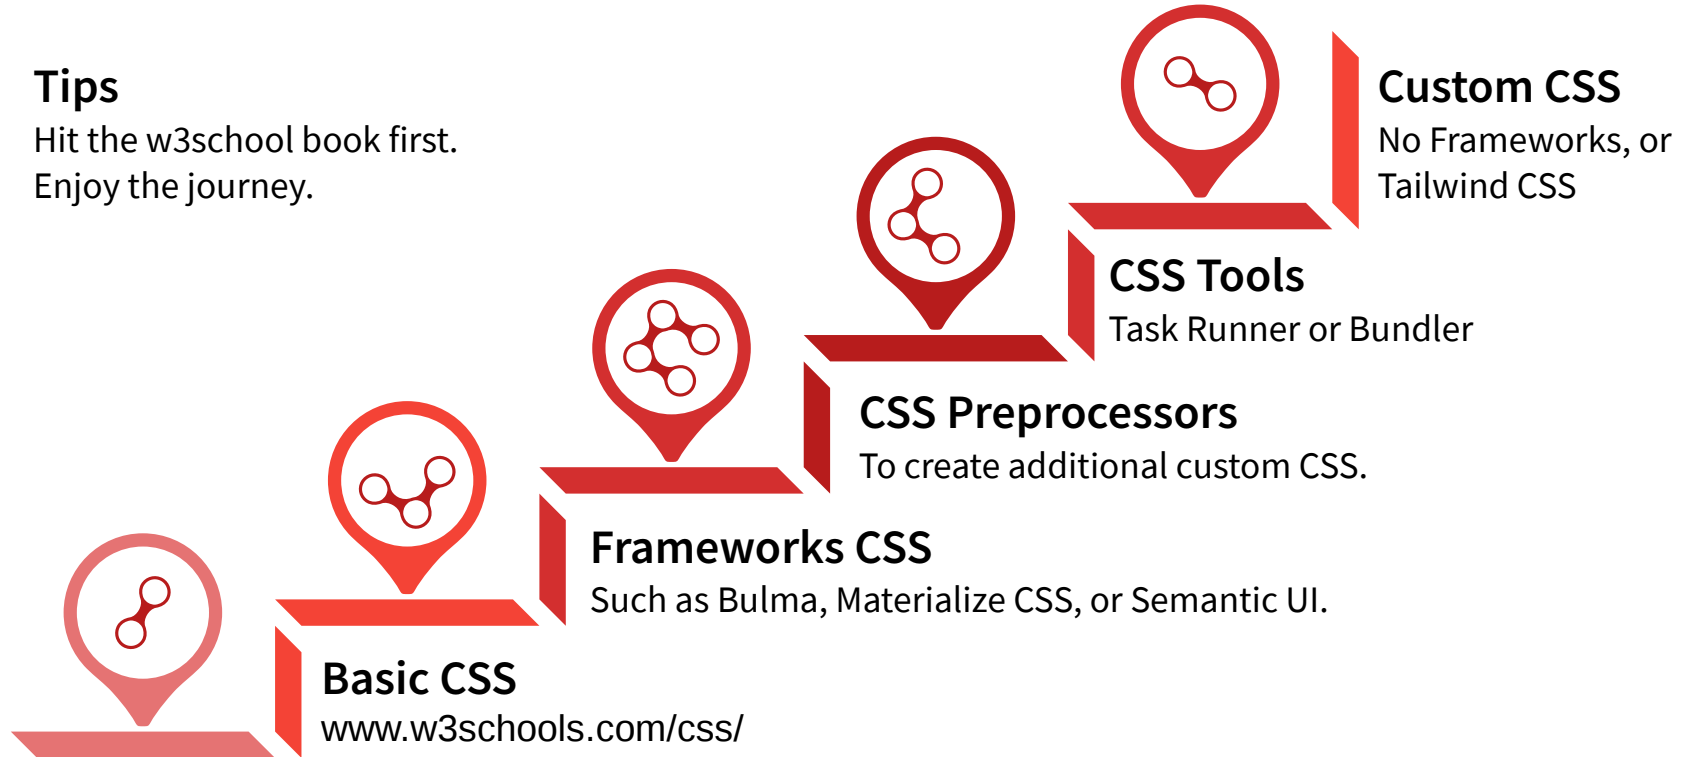 Tips
Hit the w3school book first.
Enjoy the journey.
Custom CSS
No Frameworks, or
Tailwind CSS
CSS Tools
Task Runner or Bundler
CSS Preprocessors
To create additional custom CSS.
Frameworks CSS
Such as Bulma, Materialize CSS, or Semantic UI.
Basic CSS
www.w3schools.com/css/